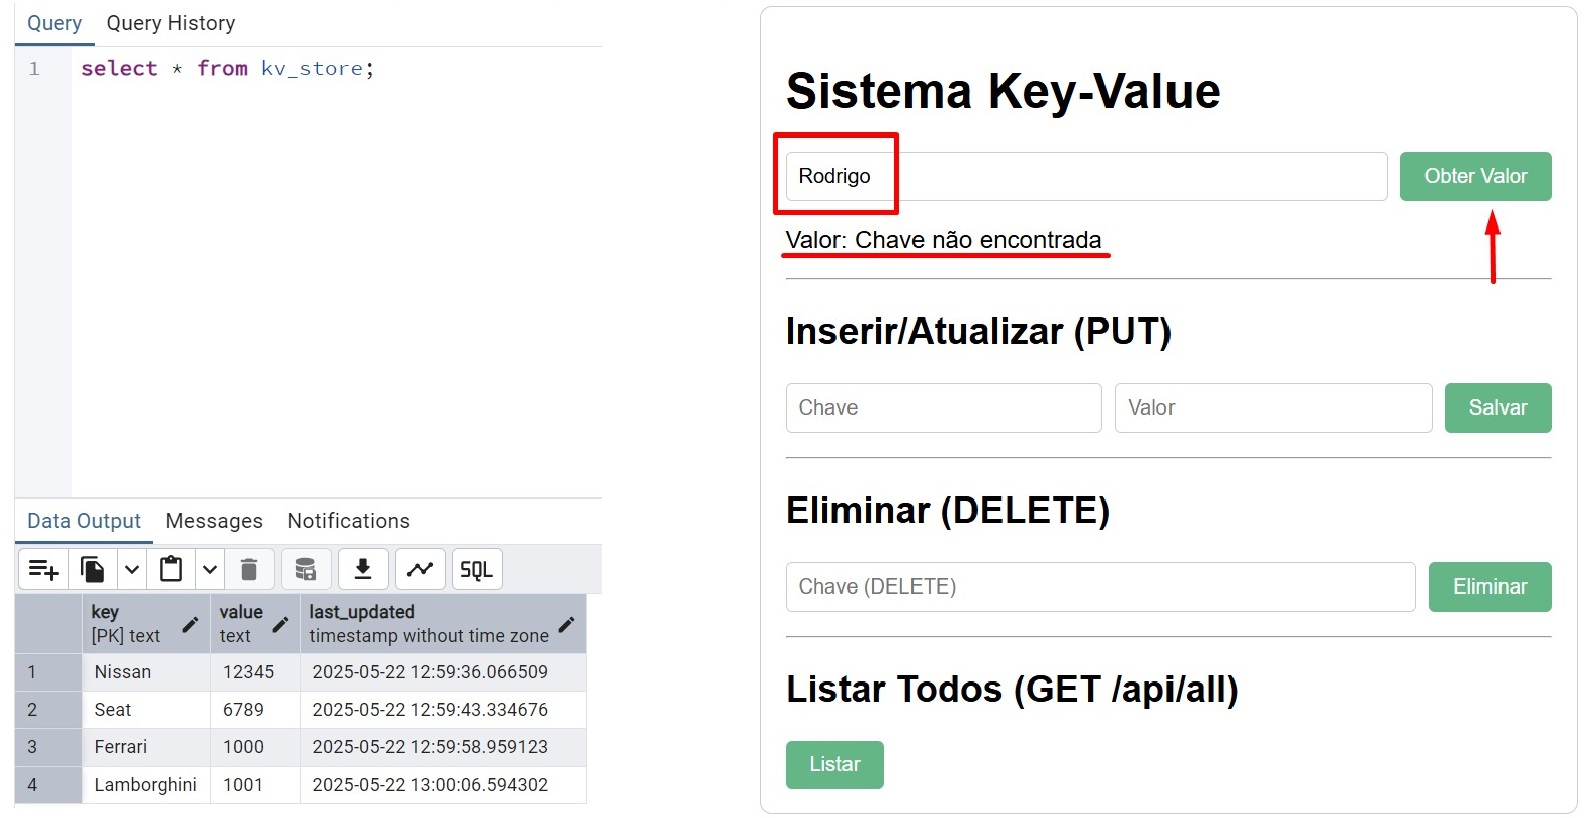 Query Query History
1 select * from kv_store;
Data Output Messages Notifications
SQL
key value last_updated
[PK] text text timestamp without time zone
1 Nissan 12345 2025-05-22 12:59:36.066509
2 Seat 6789 2025-05-22 12:59:43.334676
3 Ferrari 1000 2025-05-22 12:59:58.959123
4 Lamborghini 1001 2025-05-22 13:00:06.594302
Sistema Key-Value
Rodrigo Obter Valor
Valor: Chave não encontrada
Inserir/Atualizar (PUT)
Chave Valor Salvar
Eliminar (DELETE)
Chave (DELETE) Eliminar
Listar Todos (GET /api/all)
Listar